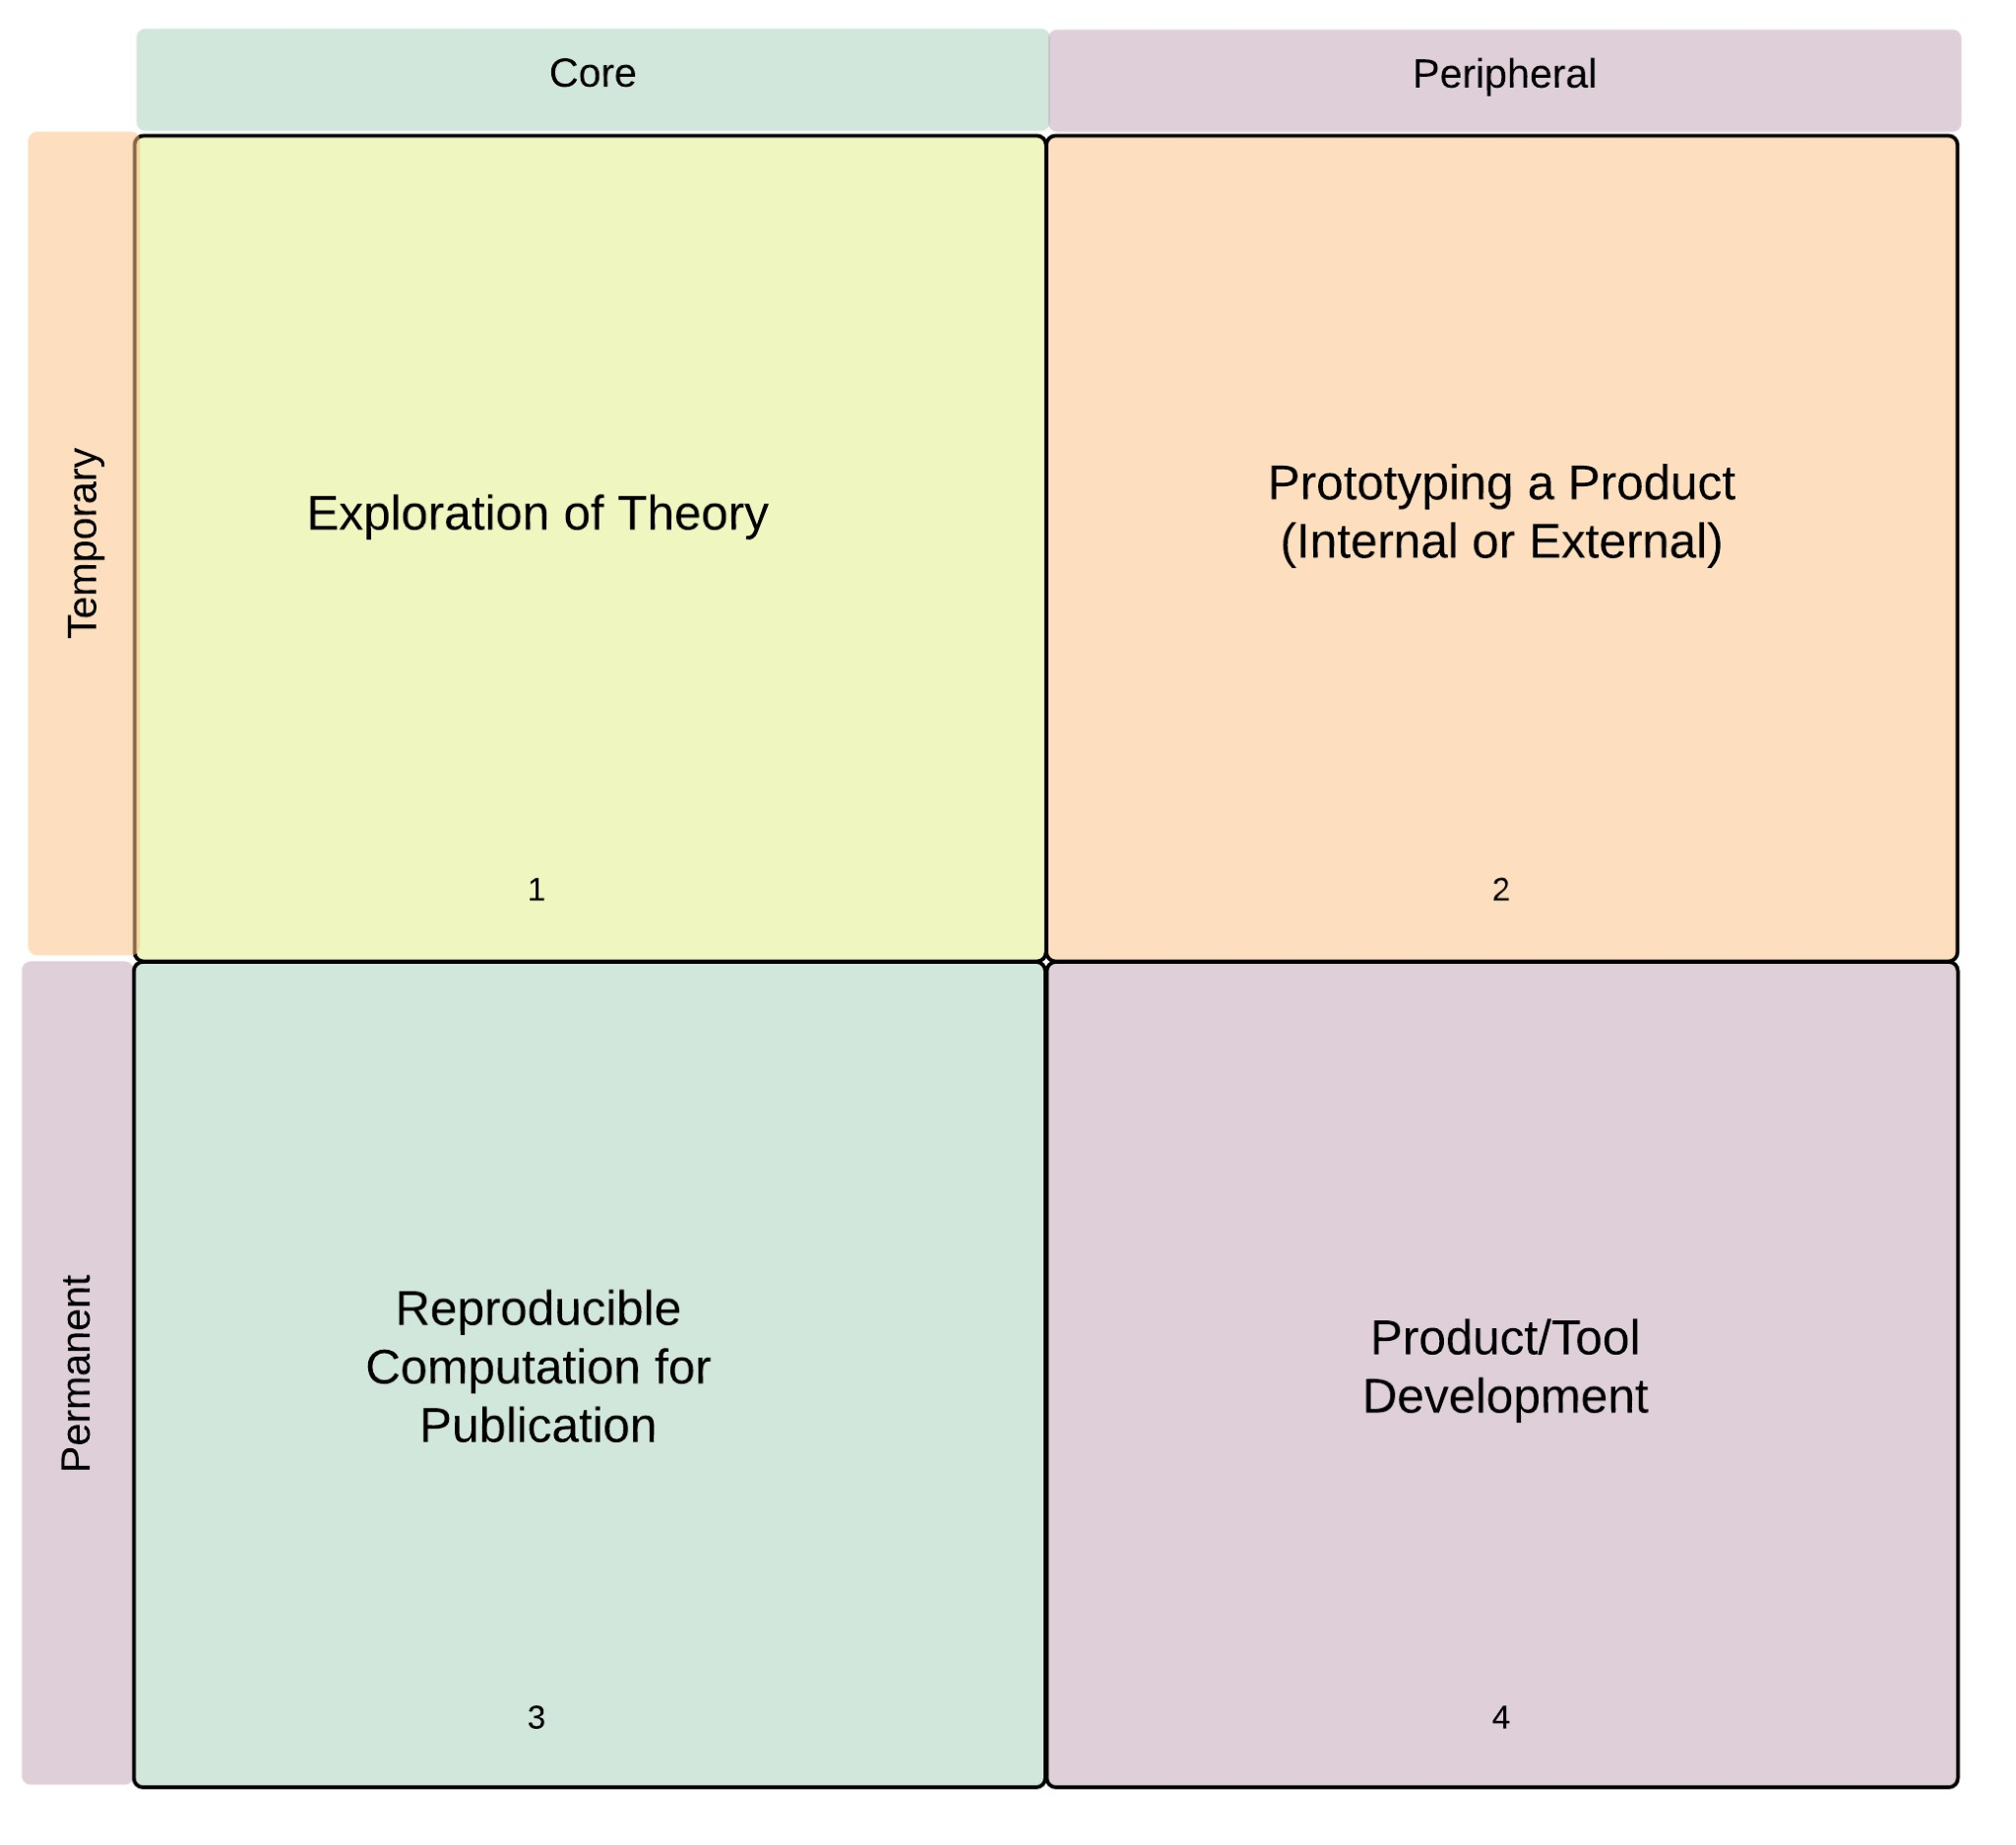 Core
Peripheral
Temporary
Exploration of Theory
1
Prototyping a Product
(Internal or External)
2
Permanent
Reproducible
Computation for
Publication
3
Product/Tool
Development
4